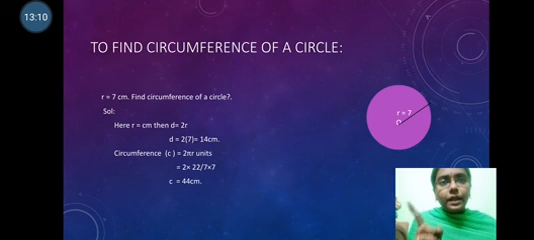 13:10
TO FIND CIRCUMFERENCE OF A CIRCLE:
r = 7 cm. Find circumference of a circle?.
Sol:
Here r = cm then d= 2r
d = 2(7)= 14cm.
Circumference (c ) = 2πr units
= 2× 22/7×7
c = 44cm.
r = 7
O